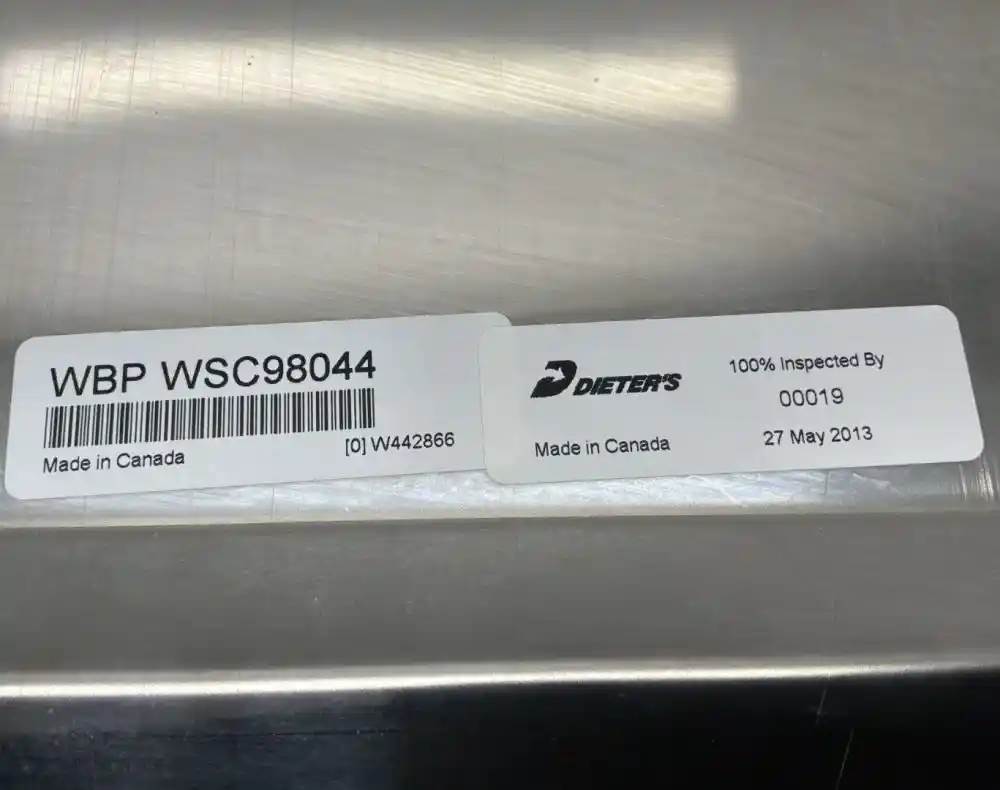 WBP WSC98044
Made in Canada
[0] W442866
DIETER'S
Made in Canada
100% Inspected By
00019
27 May 2013